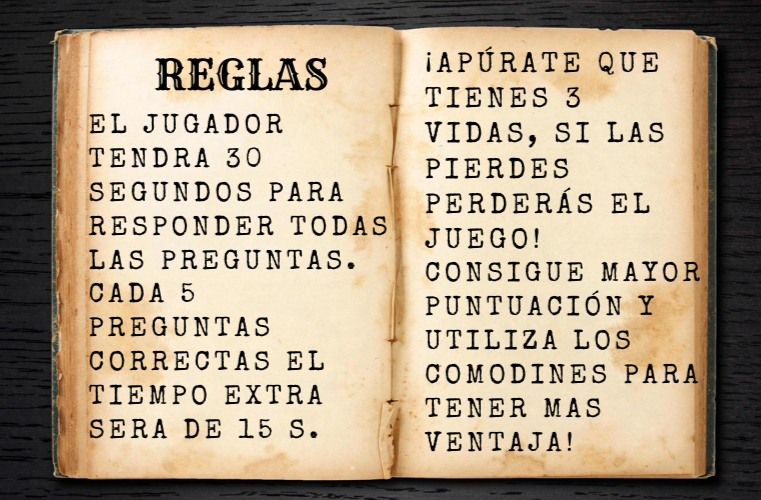 REGLAS
EL JUGADOR
TENDRA 30
SEGUNDOS PARA
RESPONDER TODAS
LAS PREGUNTAS.
CADA 5
PREGUNTAS
CORRECTAS EL
TIEMPO EXTRA
SERA DE 15 S.
¡APÚRATE QUE
TIENES 3
VIDAS, SI LAS
PIERDES
PERDERÁS EL
JUEGO!
CONSIGUE MAYOR
PUNTUACIÓN Y
UTILIZA LOS
COMODINES PARA
TENER MAS
VENTAJA!